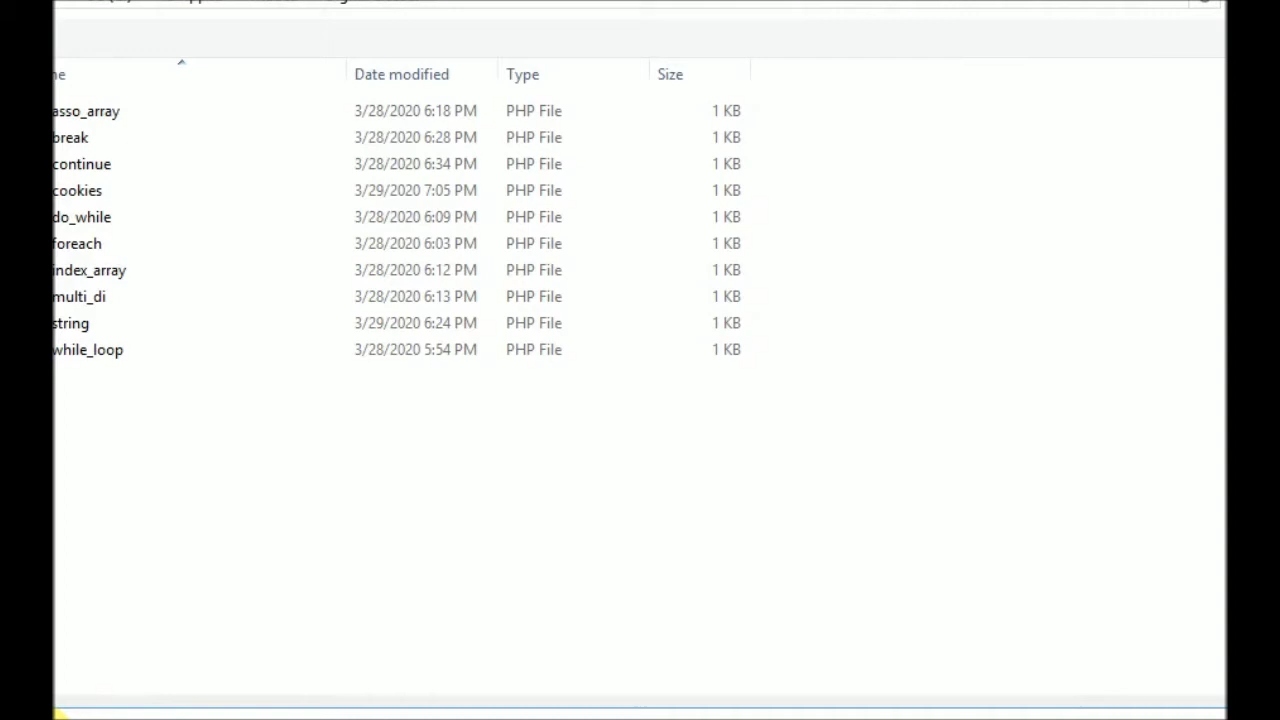 Date modified Type Size
asso_array 3/28/2020 6:18 PM PHP File 1 KB
break 3/28/2020 6:28 PM PHP File 1 KB
continue 3/28/2020 6:34 PM PHP File 1 KB
cookies 3/29/2020 7:05 PM PHP File 1 KB
do_while 3/28/2020 6:09 PM PHP File 1 KB
foreach 3/28/2020 6:03 PM PHP File 1 KB
index_array 3/28/2020 6:12 PM PHP File 1 KB
multi_di 3/28/2020 6:13 PM PHP File 1 KB
string 3/29/2020 6:24 PM PHP File 1 KB
while_loop 3/28/2020 5:54 PM PHP File 1 KB